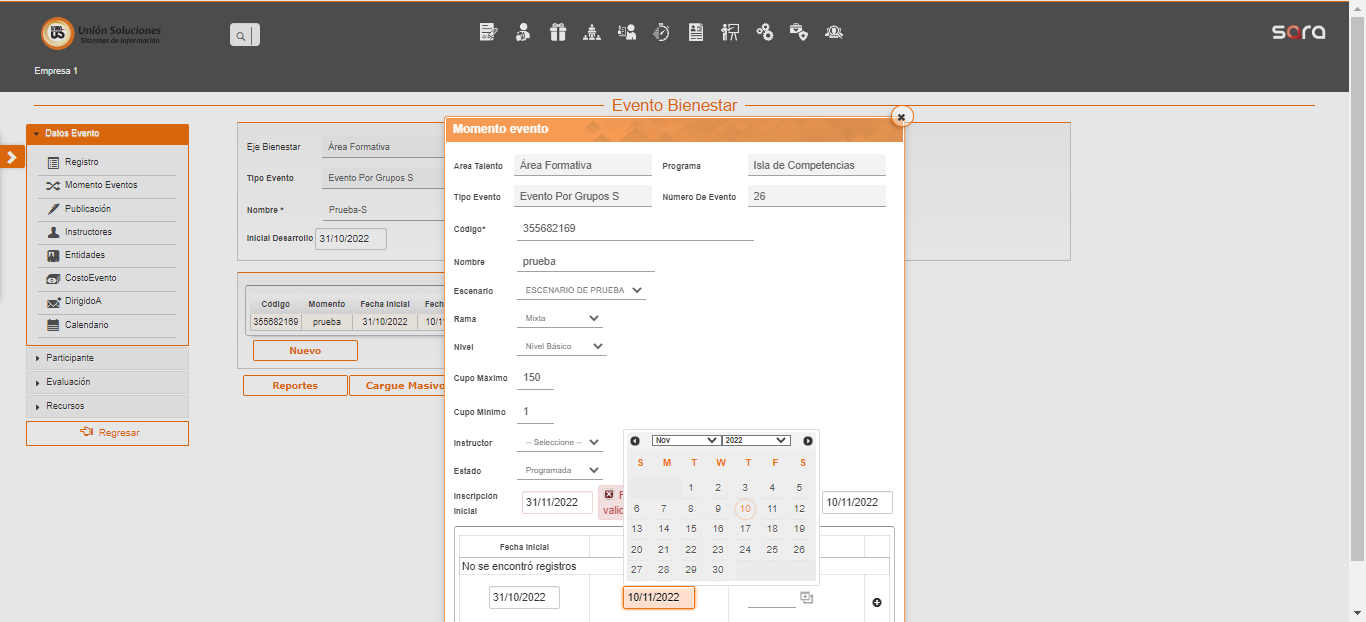 Unión Soluciones
Sistemas de Información
sara
Empresa 1
Evento Bienestar
Datos Evento
Registro
Momento Eventos
Publicación
Instructores
Entidades
CostoEvento
DirigidoA
Calendario
Participante
Evaluación
Recursos
Regresar
Eje Bienestar
Área Formativa
Tipo Evento
Evento Por Grupos S
Nombre *
Prueba-S
Inicial Desarrollo
31/10/2022
Código Momento Fecha Inicial Fech
355682169 prueba 31/10/2022 10/1
Nuevo
Reportes
Cargue Masivo
Momento evento
Area Talento Área Formativa Programa Isla de Competencias
Tipo Evento Evento Por Grupos S Número De Evento 26
Código* 355682169
Nombre prueba
Escenario ESCENARIO DE PRUEBA
Rama Mixta
Nivel Nivel Básico
Cupo Máximo 150
Cupo Mínimo 1
Instructor -- Seleccione --
Estado Programada
Inscripción
Inicial
31/11/2022
F
valid
10/11/2022
Nov 2022
S M T W T F S
1 2 3 4 5
6 7 8 9 10 11 12
13 14 15 16 17 18 19
20 21 22 23 24 25 26
27 28 29 30
Fecha Inicial
No se encontró registros
31/10/2022 10/11/2022